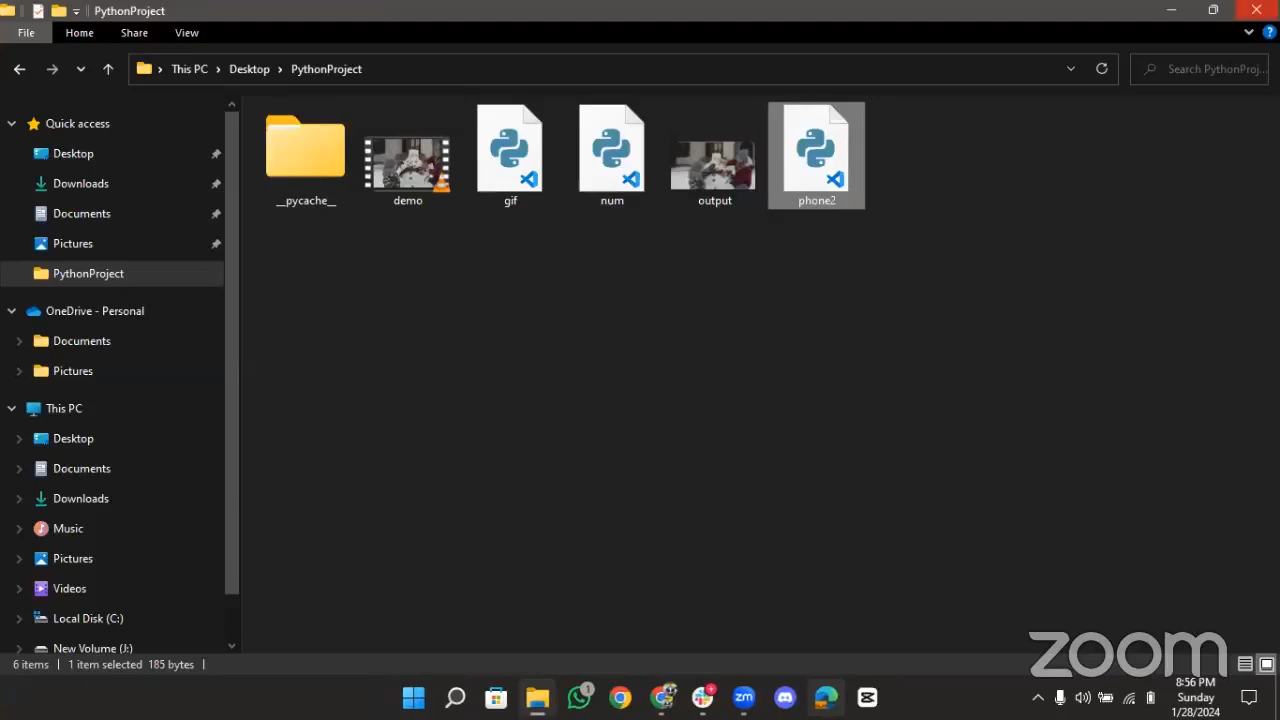 PythonProject
File Home Share View
This PC Desktop PythonProject
Search PythonProj...
Quick access
Desktop
Downloads
Documents
Pictures
PythonProject
OneDrive - Personal
Documents
Pictures
This PC
Desktop
Documents
Downloads
Music
Pictures
Videos
Local Disk (C:)
New Volume (J:)
__pycache__ demo gif num output phone2
6 items 1 item selected 185 bytes
zoom
1
zm
8:56 PM
Sunday
1/28/2024